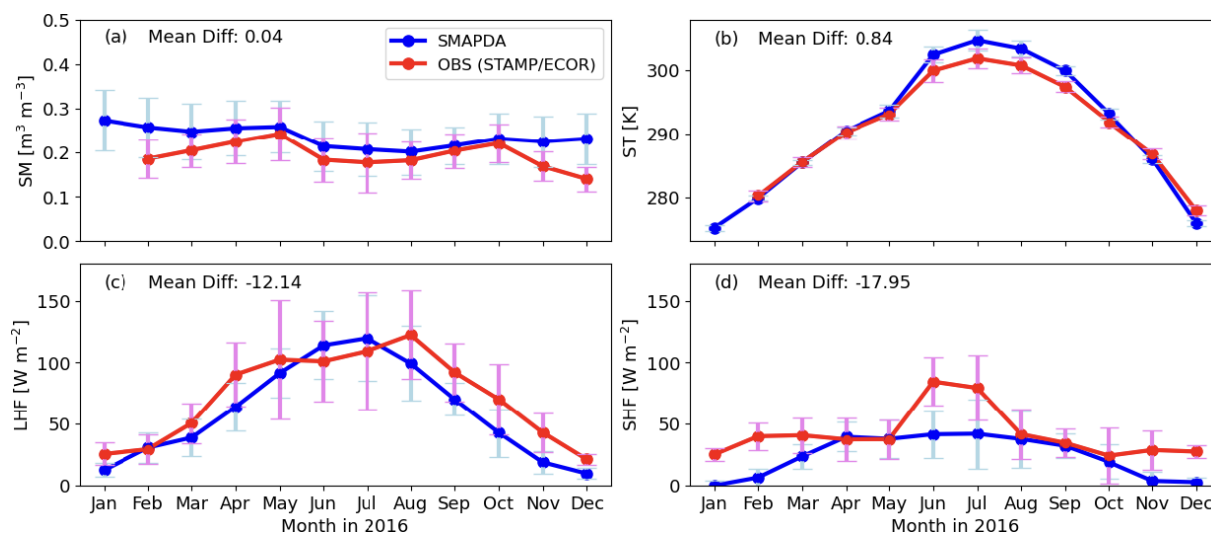 (a) Mean Diff: 0.04
SMAPDA
OBS (STAMP/ECOR)
SM [m³ m⁻³]
0.5
0.4
0.3
0.2
0.1
0.0
(b) Mean Diff: 0.84
ST [K]
300
290
280
(c) Mean Diff: -12.14
LHF [W m⁻²]
150
100
50
0
Jan Feb Mar Apr May Jun Jul Aug Sep Oct Nov Dec
Month in 2016
(d) Mean Diff: -17.95
SHF [W m⁻²]
150
100
50
0
Jan Feb Mar Apr May Jun Jul Aug Sep Oct Nov Dec
Month in 2016